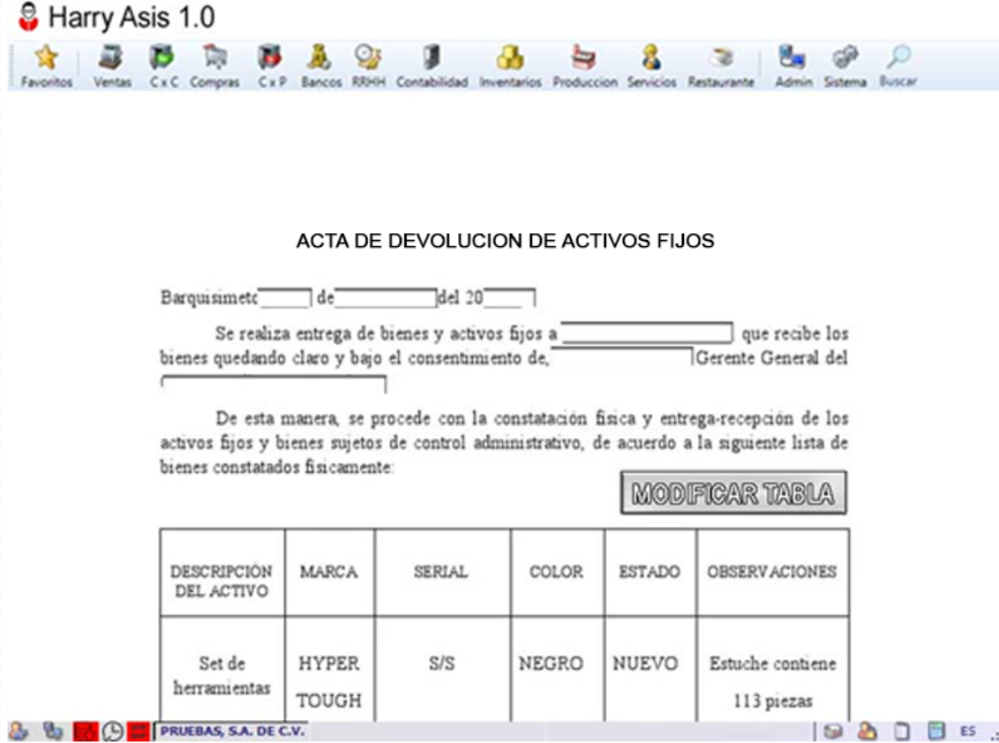 Harry Asis 1.0
Favoritos Ventas C x C Compras C x P Bancos RRHH Contabilidad Inventarios Produccion Servicios Restaurante Admin Sistema Buscar
ACTA DE DEVOLUCION DE ACTIVOS FIJOS
Barquisimeto de del 20
Se realiza entrega de bienes y activos fijos a que recibe los
bienes quedando claro y bajo el consentimiento de, Gerente General del
De esta manera, se procede con la constatación física y entrega-recepción de los
activos fijos y bienes sujetos de control administrativo, de acuerdo a la siguiente lista de
bienes constatados físicamente:
MODIFICAR TABLA
DESCRIPCIÓN DEL ACTIVO MARCA SERIAL COLOR ESTADO OBSERVACIONES
Set de herramientas HYPER TOUGH S/S NEGRO NUEVO Estuche contiene 113 piezas
PRUEBAS, S.A. DE C.V. ES